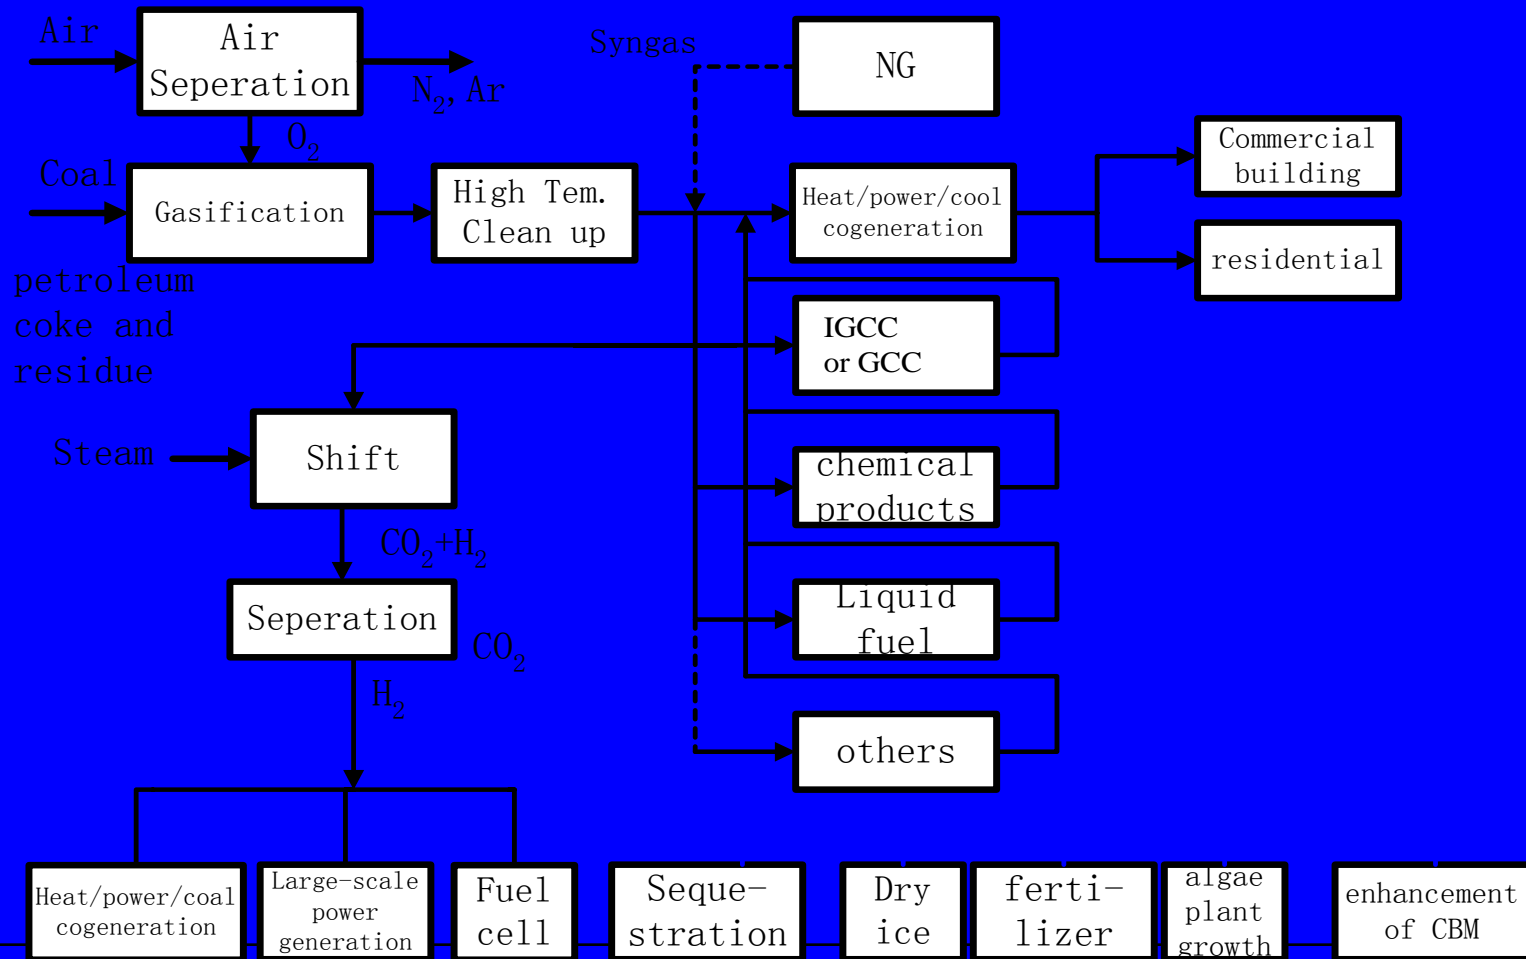 Air
Air
Seperation
N₂, Ar
O₂
Syngas
NG
Coal
Gasification
High Tem.
Clean up
Heat/power/cool
cogeneration
Commercial
building
residential
petroleum
coke and
residue
IGCC
or GCC
Steam
Shift
chemical
products
CO₂+H₂
Seperation
CO₂
H₂
Liquid
fuel
others
Heat/power/coal
cogeneration
Large-scale
power
generation
Fuel
cell
Seque-
stration
Dry
ice
ferti-
lizer
algae
plant
growth
enhancement
of CBM